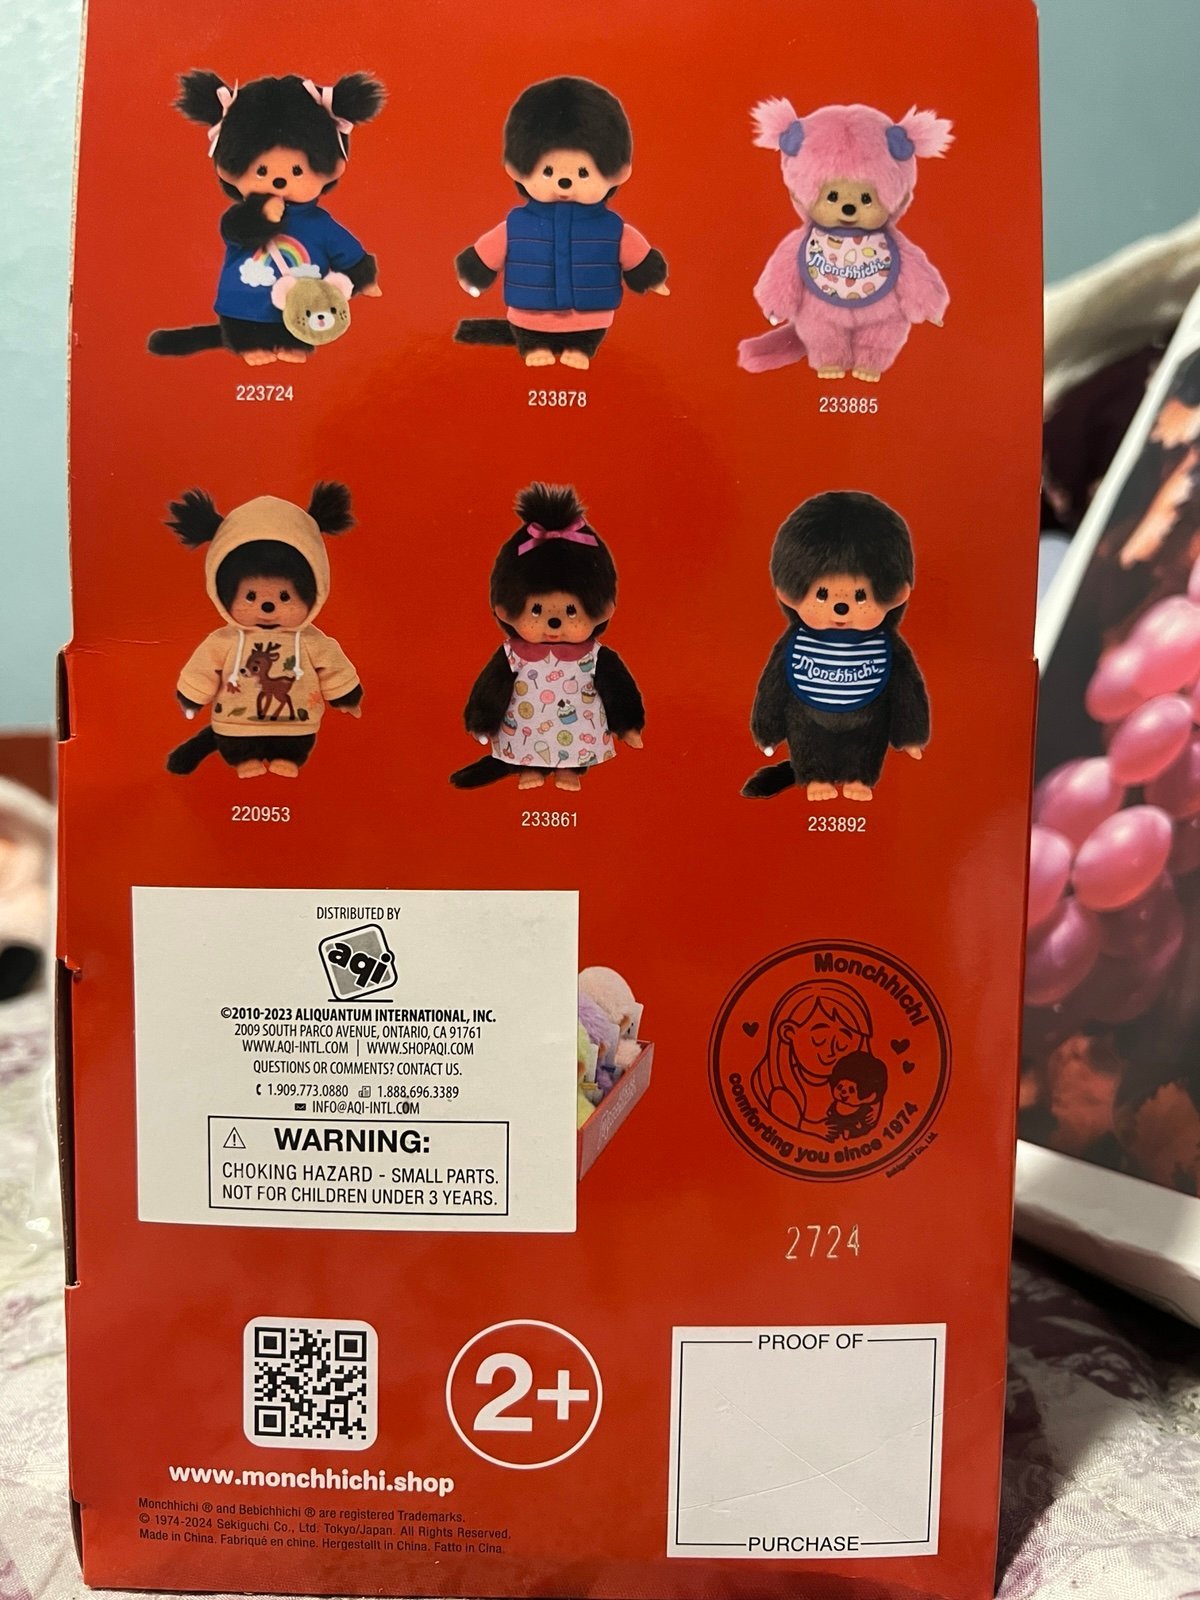 Monchhichi
223724
233878
233885
Monchhichi
220953
233861
233892
DISTRIBUTED BY
aqi
©2010-2023 ALIQUANTUM INTERNATIONAL, INC.
2009 SOUTH PARCO AVENUE, ONTARIO, CA 91761
WWW.AQI-INTL.COM | WWW.SHOPAQI.COM
QUESTIONS OR COMMENTS? CONTACT US.
1.909.773.0880 1.888.696.3389
INFO@AQI-INTL.COM
WARNING:
CHOKING HAZARD - SMALL PARTS.
NOT FOR CHILDREN UNDER 3 YEARS.
Monchhichi
comforting you since 1974
Sekiguchi Co., Ltd.
2724
2+
PROOF OF
PURCHASE
www.monchhichi.shop
Monchhichi ® and Bebichhichi ® are registered Trademarks.
© 1974-2024 Sekiguchi Co., Ltd. Tokyo/Japan. All Rights Reserved.
Made in China. Fabriqué en chine. Hergestellt in China. Fatto in Cina.